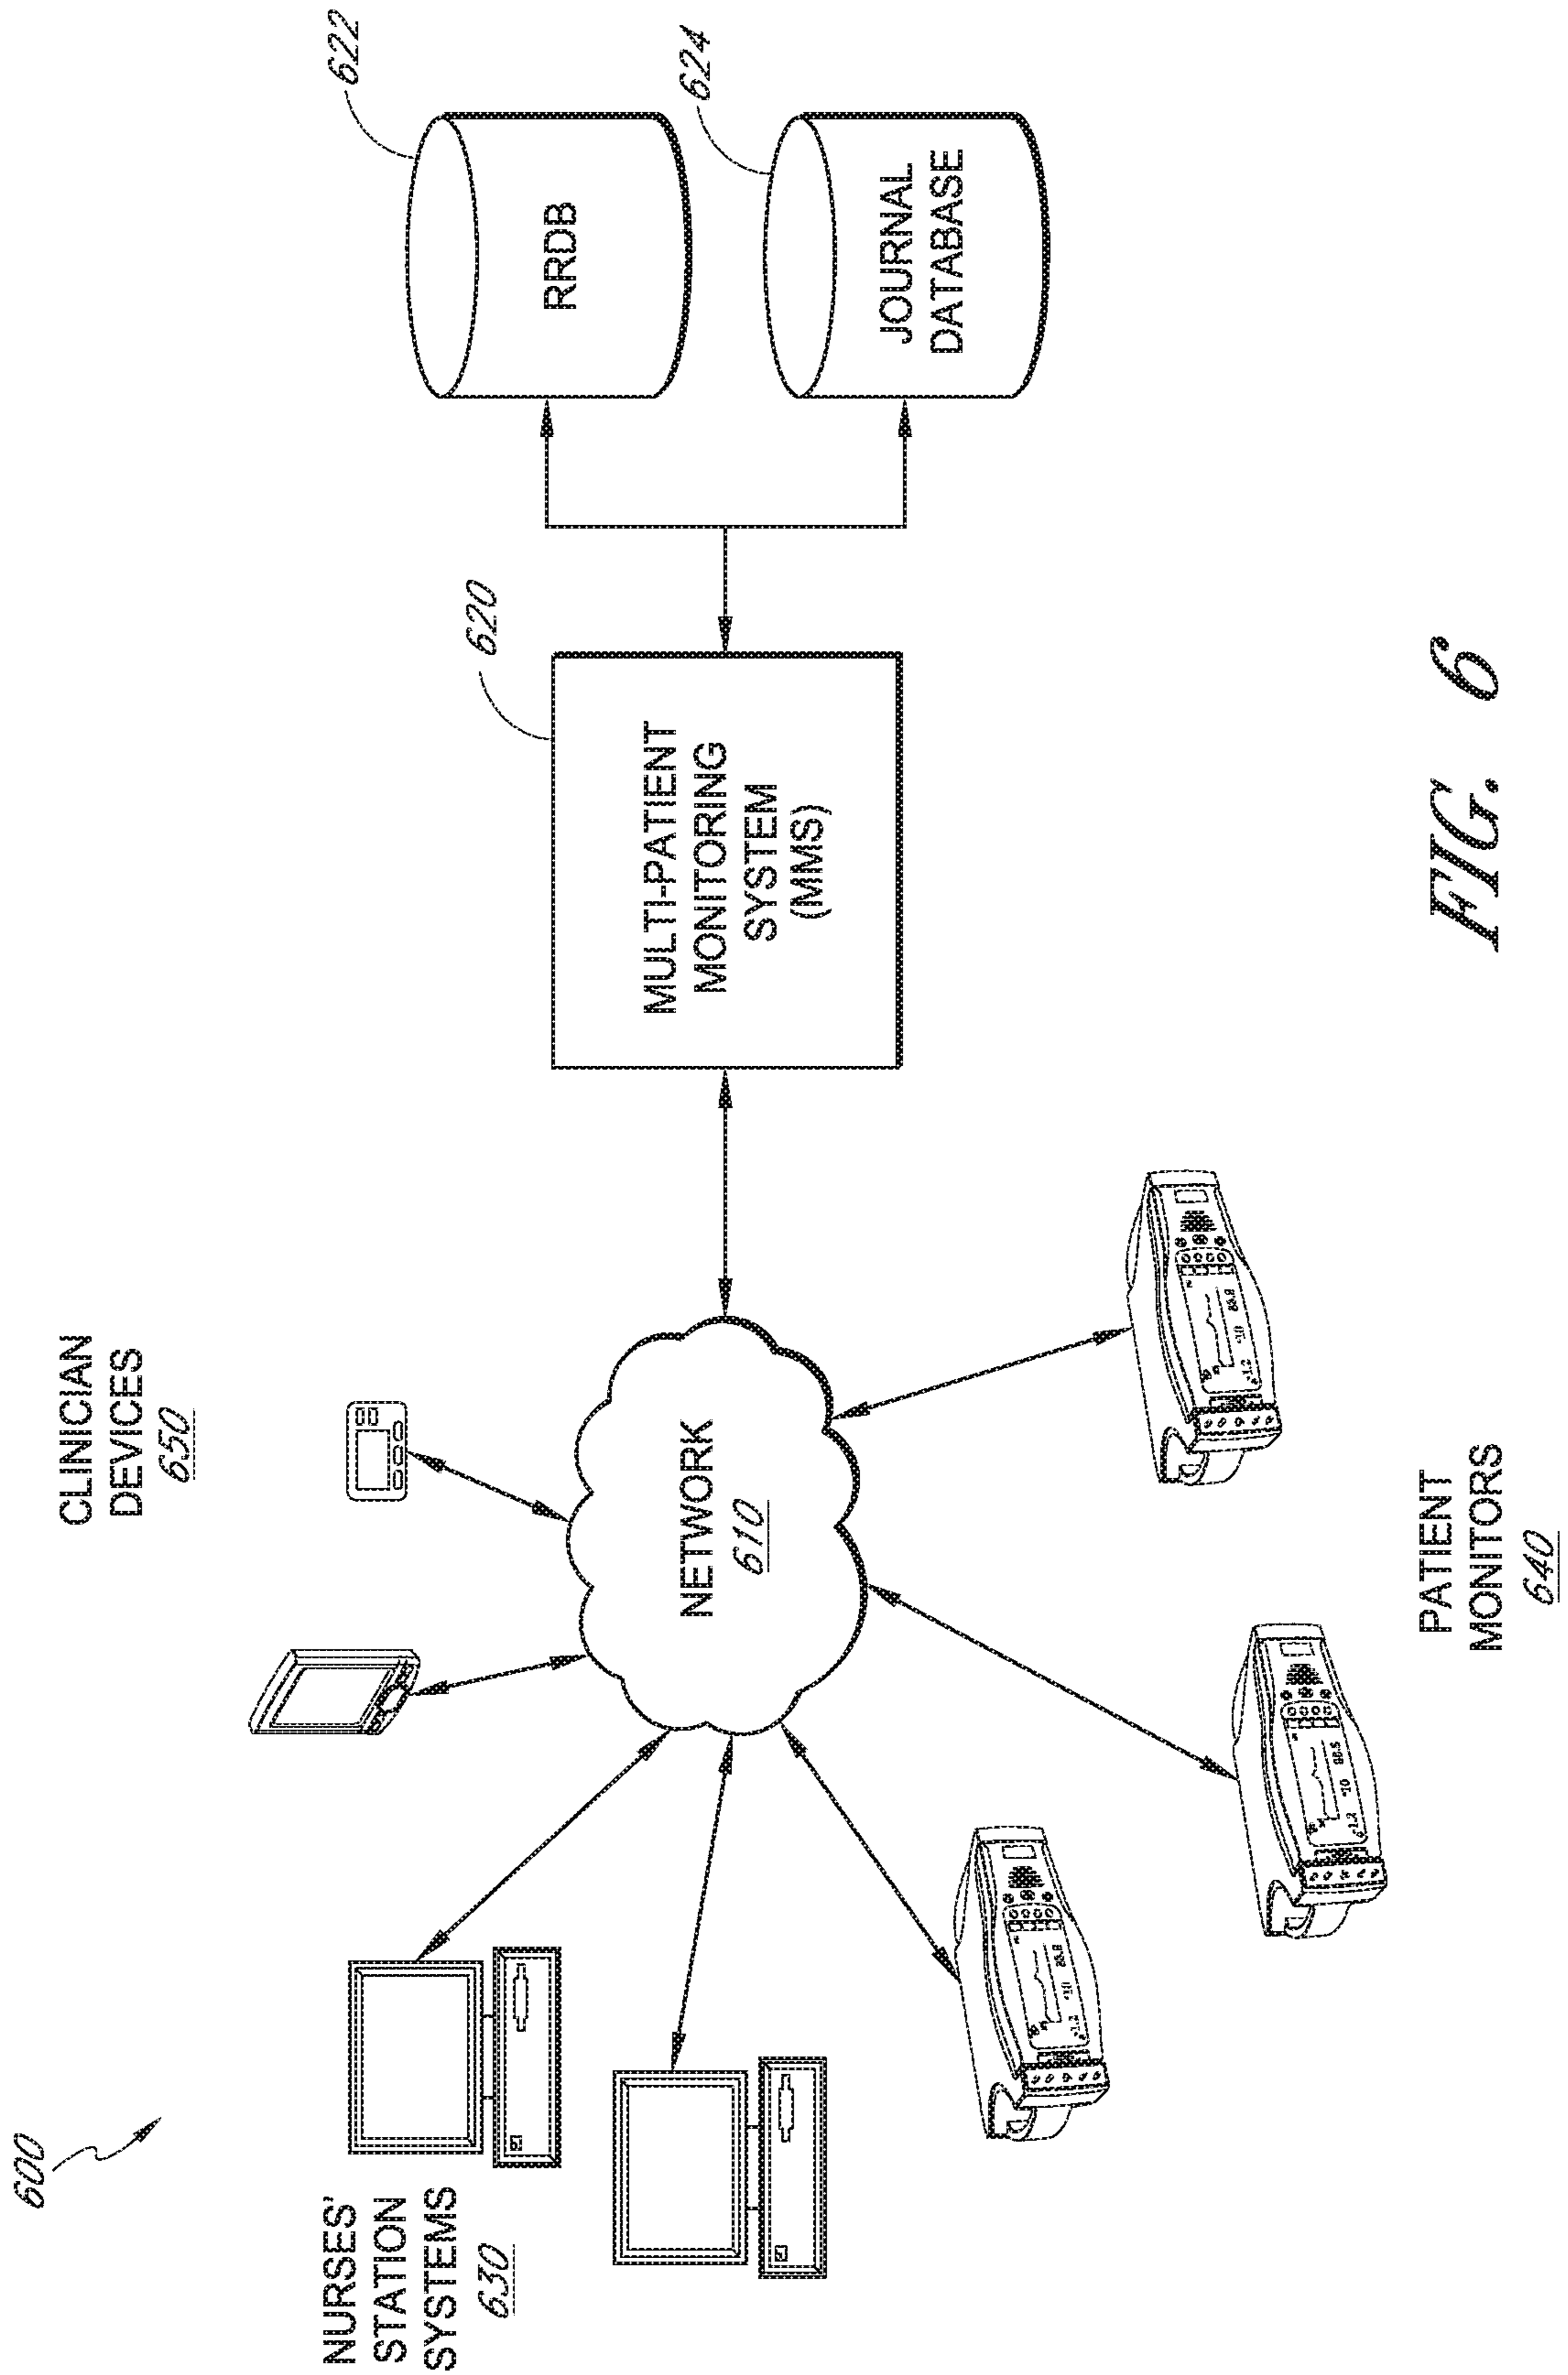 600
CLINICIAN
DEVICES
650
622
RRDB
624
JOURNAL
DATABASE
620
MULTI-PATIENT
MONITORING
SYSTEM
(MMS)
NETWORK
610
NURSES'
STATION
SYSTEMS
630
PATIENT
MONITORS
640
FIG. 6